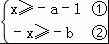 x≥-a-1 ①
-x≥-b ②